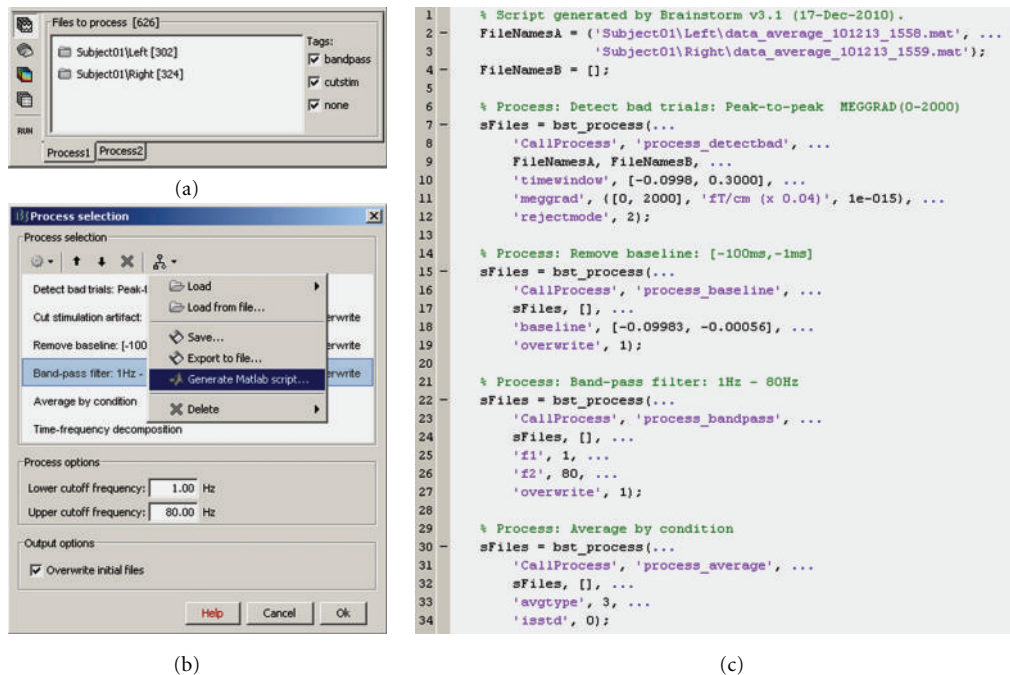 Files to process [626]
Subject01\Left [302]
Subject01\Right [324]
Tags:
bandpass
cutstim
none
RUN
Process1 Process2
(a)
Process selection
Process selection
Detect bad trials: Peak-t
Cut stimulation artifact:
erwrite
Remove baseline: [-100
erwrite
Band-pass filter: 1Hz -
erwrite
Average by condition
Time-frequency decomposition
Load
Load from file...
Save...
Export to file...
Generate Matlab script...
Delete
Process options
Lower cutoff frequency: 1.00 Hz
Upper cutoff frequency: 80.00 Hz
Output options
Overwrite initial files
Help Cancel Ok
(b)
1 % Script generated by Brainstorm v3.1 (17-Dec-2010).
2 – FileNamesA = ('Subject01\Left\data_average_101213_1558.mat', ...
3 'Subject01\Right\data_average_101213_1559.mat');
4 – FileNamesB = [];
5
6 % Process: Detect bad trials: Peak-to-peak MEGGRAD(0-2000)
7 – sFiles = bst_process(...
8 'CallProcess', 'process_detectbad', ...
9 FileNamesA, FileNamesB, ...
10 'timewindow', [-0.0998, 0.3000], ...
11 'meggrad', ([0, 2000], 'fT/cm (x 0.04)', 1e-015), ...
12 'rejectmode', 2);
13
14 % Process: Remove baseline: [-100ms,-1ms]
15 – sFiles = bst_process(...
16 'CallProcess', 'process_baseline', ...
17 sFiles, [], ...
18 'baseline', [-0.09983, -0.00056], ...
19 'overwrite', 1);
20
21 % Process: Band-pass filter: 1Hz - 80Hz
22 – sFiles = bst_process(...
23 'CallProcess', 'process_bandpass', ...
24 sFiles, [], ...
25 'f1', 1, ...
26 'f2', 80, ...
27 'overwrite', 1);
28
29 % Process: Average by condition
30 – sFiles = bst_process(...
31 'CallProcess', 'process_average', ...
32 sFiles, [], ...
33 'avgtype', 3, ...
34 'isstd', 0);
(c)